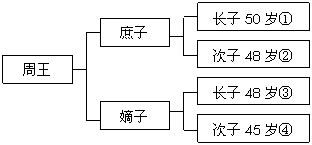 周王
庶子
长子 50 岁①
次子 48 岁②
嫡子
长子 48 岁③
次子 45 岁④